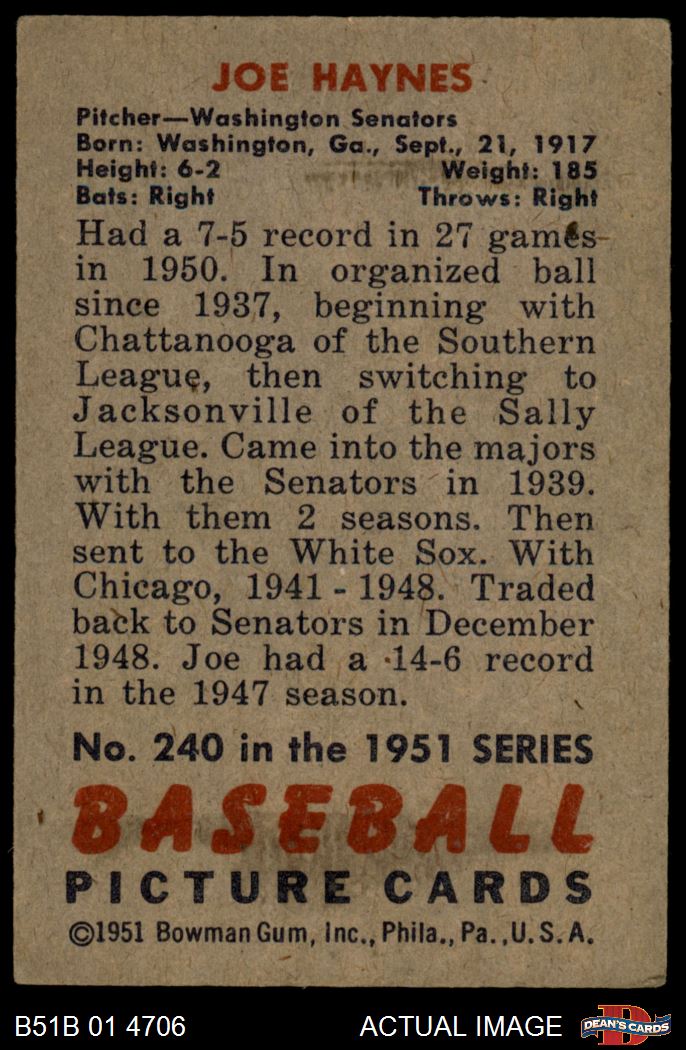 JOE HAYNES
Pitcher—Washington Senators
Born: Washington, Ga., Sept., 21, 1917
Height: 6-2 Weight: 185
Bats: Right Throws: Right
Had a 7-5 record in 27 games
in 1950. In organized ball
since 1937, beginning with
Chattanooga of the Southern
League, then switching to
Jacksonville of the Sally
League. Came into the majors
with the Senators in 1939.
With them 2 seasons. Then
sent to the White Sox. With
Chicago, 1941 - 1948. Traded
back to Senators in December
1948. Joe had a 14-6 record
in the 1947 season.
No. 240 in the 1951 SERIES
BASEBALL
PICTURE CARDS
©1951 Bowman Gum, Inc., Phila., Pa., U. S. A.
B51B 01 4706 ACTUAL IMAGE D DEAN'S CARDS